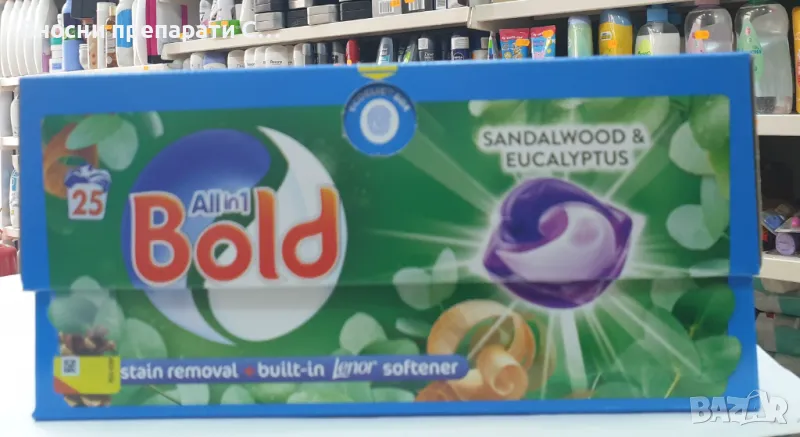 носни препарати С...
SANDALWOOD &
EUCALYPTUS
25
All in 1
Bold
stain removal • built-in Lenor softener
BAZAR